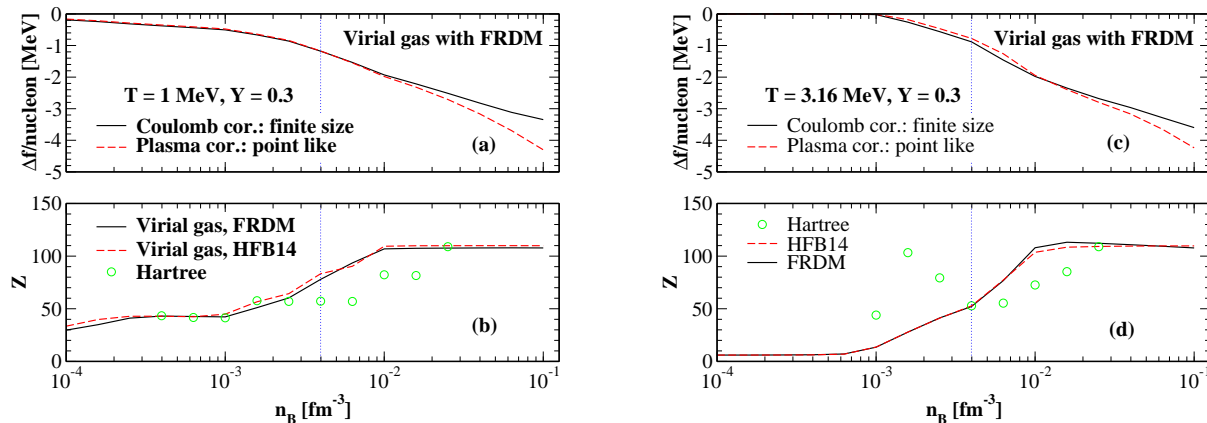 0
-1
-2
-3
-4
-5
Δf/nucleon [MeV]
Virial gas with FRDM
T = 1 MeV, Y = 0.3
Coulomb cor.: finite size
Plasma cor.: point like
(a)
150
100
50
0
Z
Virial gas, FRDM
Virial gas, HFB14
Hartree
(b)
10^-4
10^-3
10^-2
10^-1
n_B [fm^-3]
0
-1
-2
-3
-4
-5
Δf/nucleon [MeV]
Virial gas with FRDM
T = 3.16 MeV, Y = 0.3
Coulomb cor.: finite size
Plasma cor.: point like
(c)
150
100
50
0
Z
Hartree
HFB14
FRDM
(d)
10^-4
10^-3
10^-2
10^-1
n_B [fm^-3]